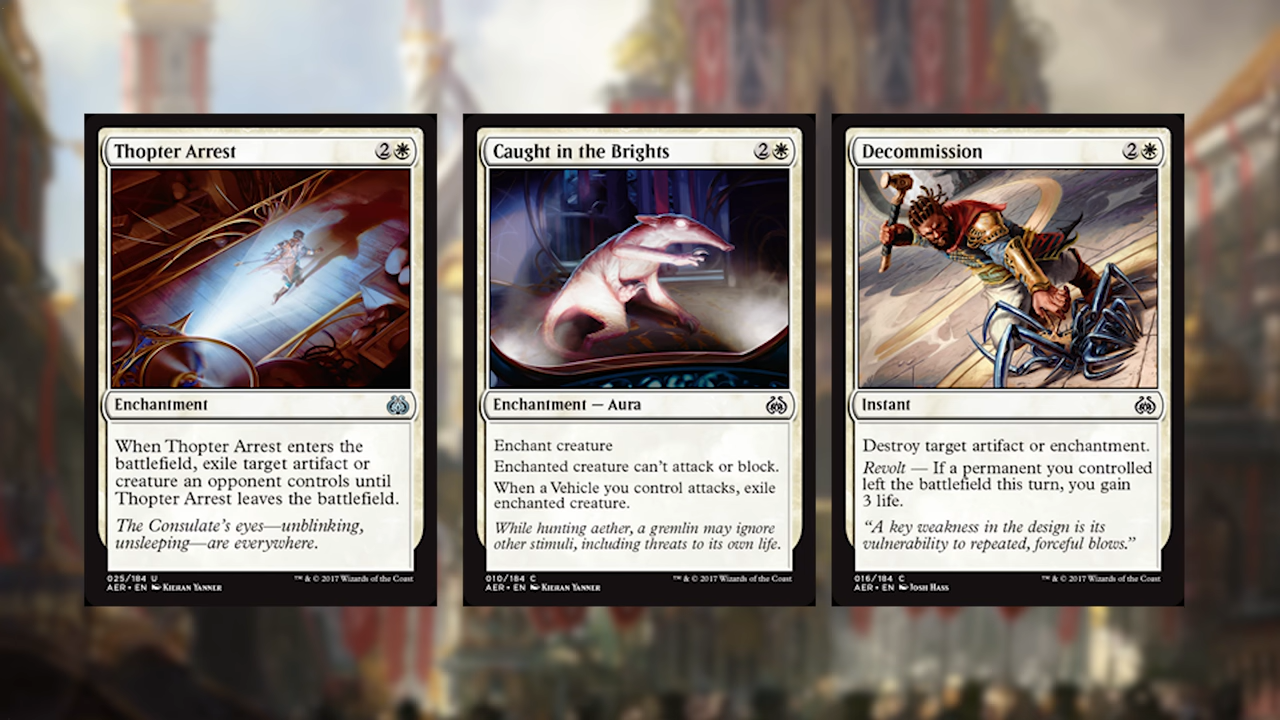 Thopter Arrest 2
Enchantment
When Thopter Arrest enters the
battlefield, exile target artifact or
creature an opponent controls until
Thopter Arrest leaves the battlefield.
The Consulate's eyes—unblinking,
unsleeping—are everywhere.
025/184 U
AER • EN Kieran Yanner
™ & © 2017 Wizards of the Coast
Caught in the Brights 2
Enchantment — Aura
Enchant creature
Enchanted creature can't attack or block.
When a Vehicle you control attacks, exile
enchanted creature.
While hunting aether, a gremlin may ignore
other stimuli, including threats to its own life.
010/184 C
AER • EN Kieran Yanner
™ & © 2017 Wizards of the Coast
Decommission 2
Instant
Destroy target artifact or enchantment.
Revolt — If a permanent you controlled
left the battlefield this turn, you gain
3 life.
"A key weakness in the design is its
vulnerability to repeated, forceful blows."
016/184 C
AER • EN Josh Hass
™ & © 2017 Wizards of the Coast